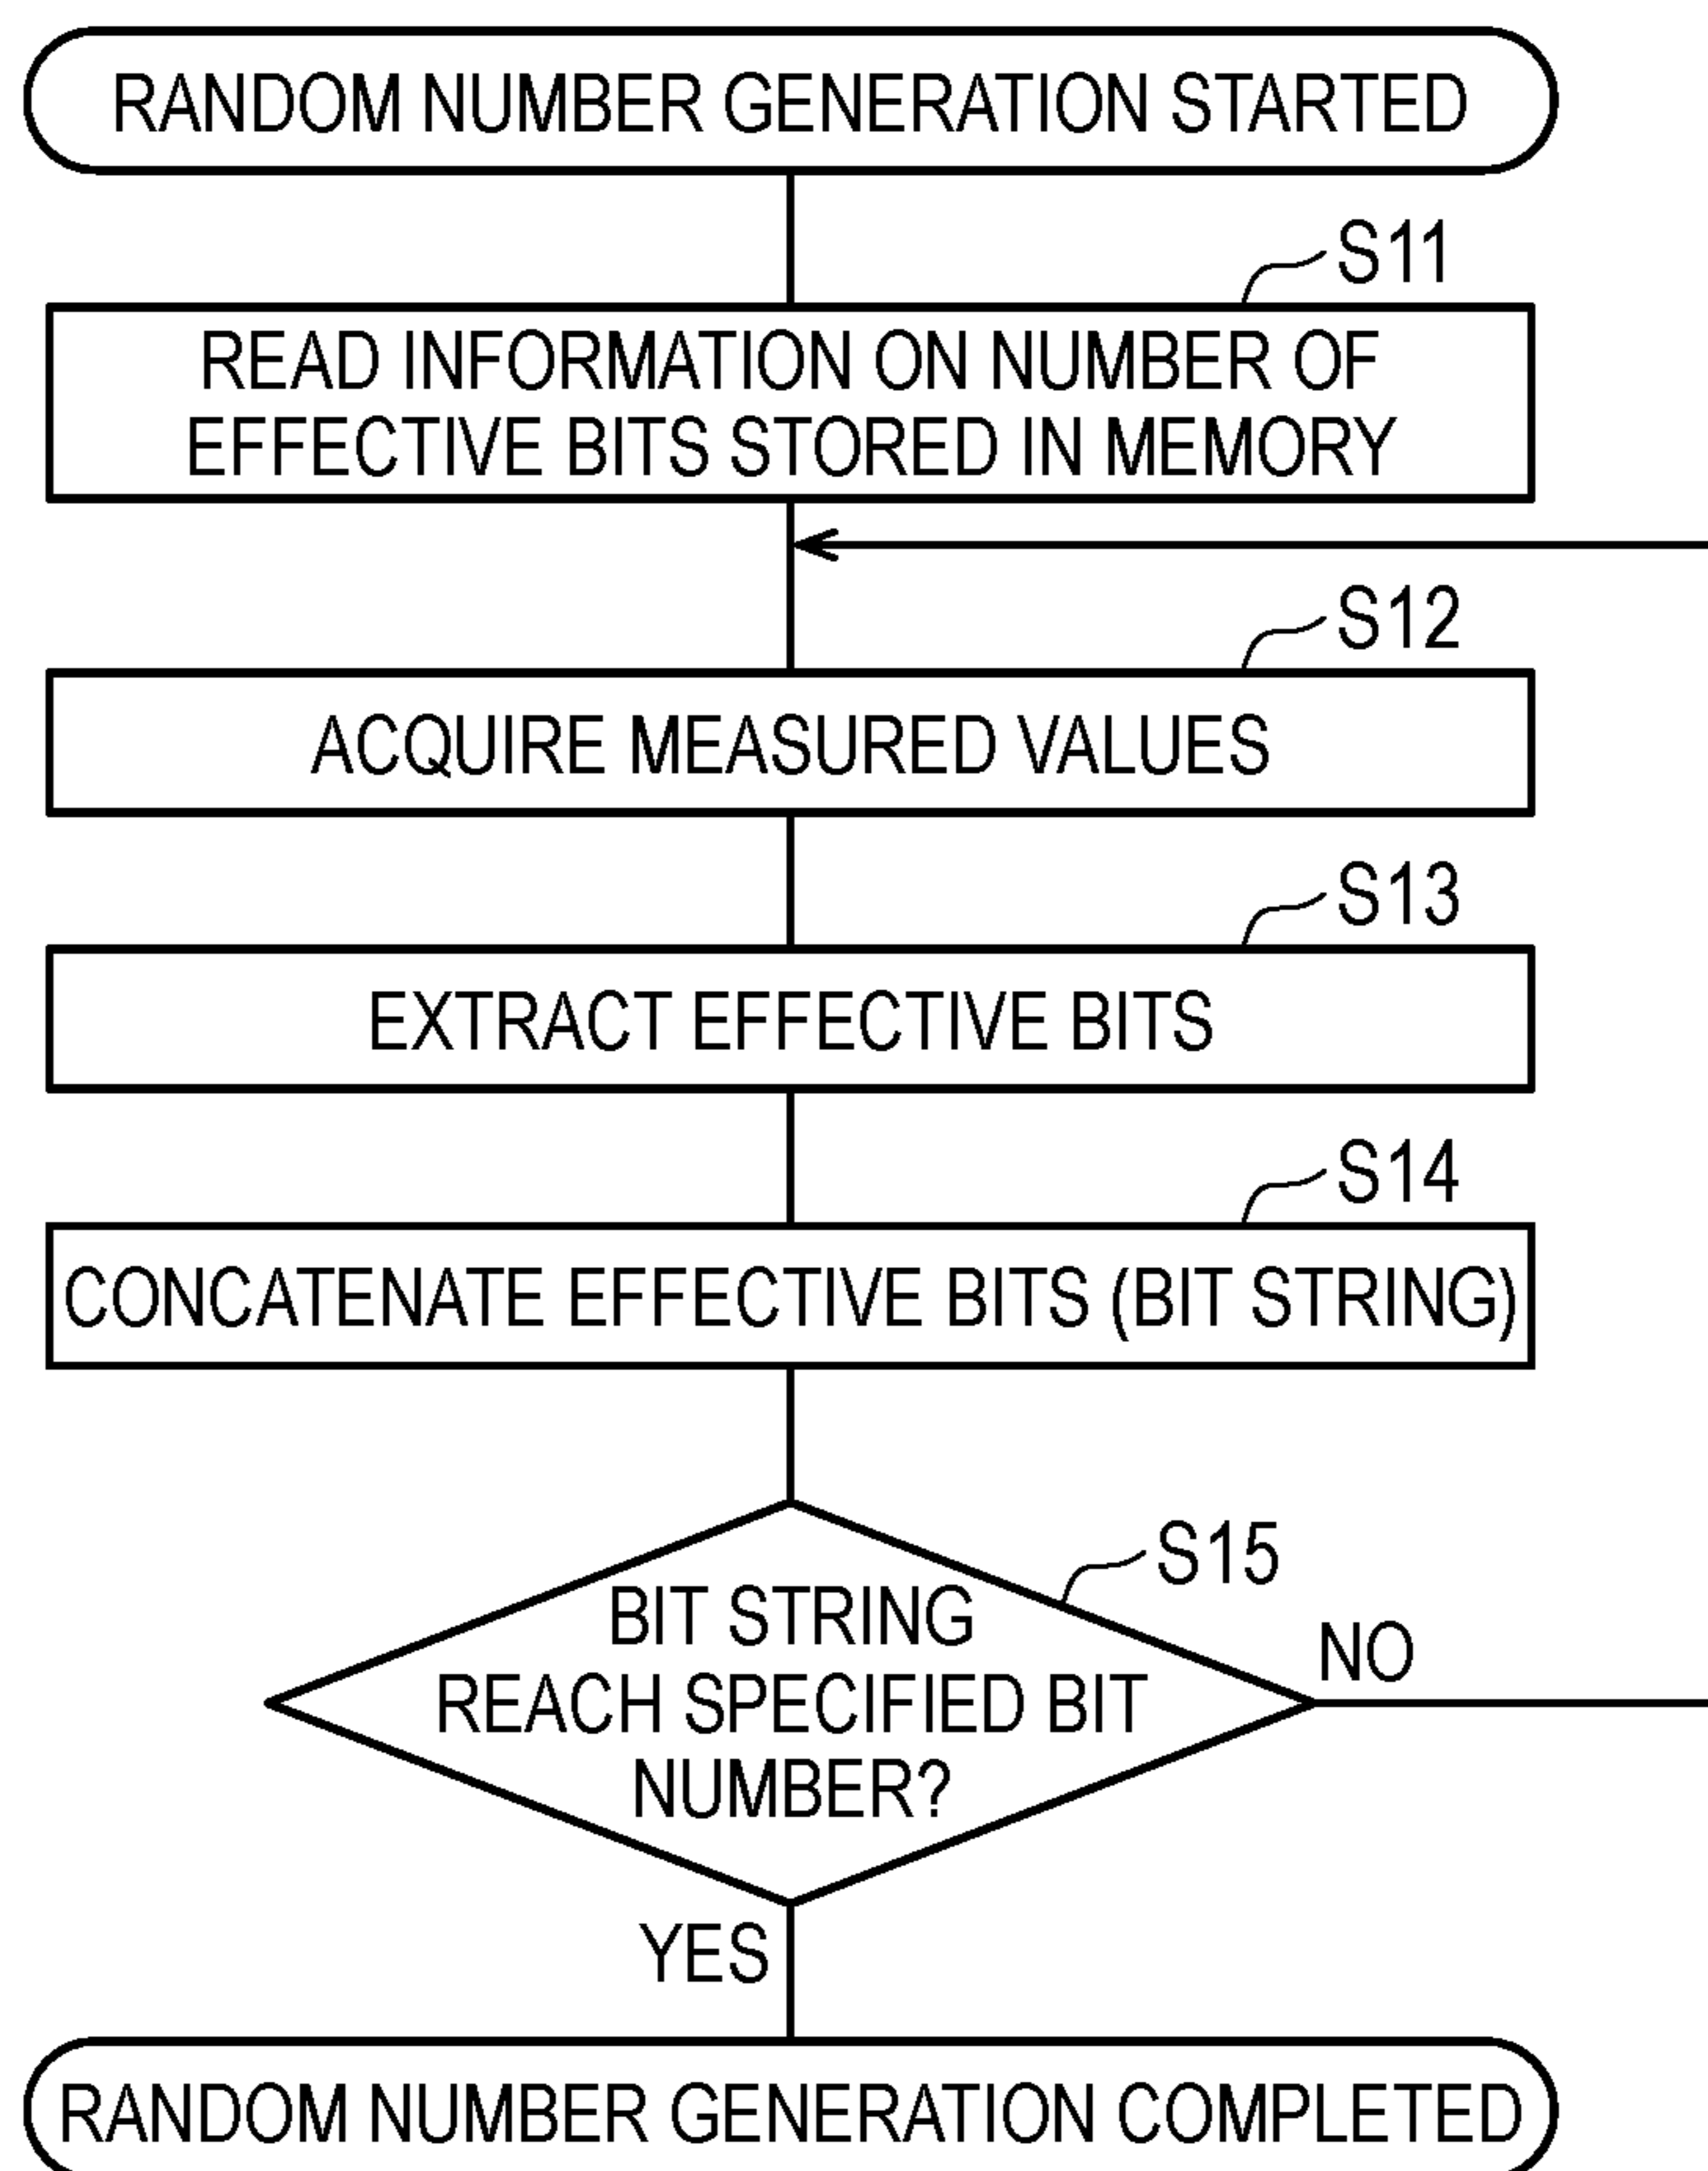 RANDOM NUMBER GENERATION STARTED
S11
READ INFORMATION ON NUMBER OF
EFFECTIVE BITS STORED IN MEMORY
S12
ACQUIRE MEASURED VALUES
S13
EXTRACT EFFECTIVE BITS
S14
CONCATENATE EFFECTIVE BITS (BIT STRING)
S15
BIT STRING
REACH SPECIFIED BIT
NUMBER?
NO
YES
RANDOM NUMBER GENERATION COMPLETED